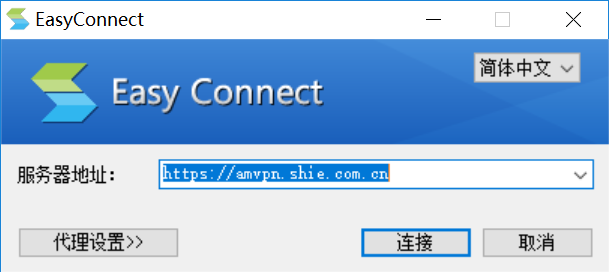 EasyConnect
简体中文
Easy Connect
服务器地址：
https://amvpn.shie.com.cn
代理设置>>
连接
取消